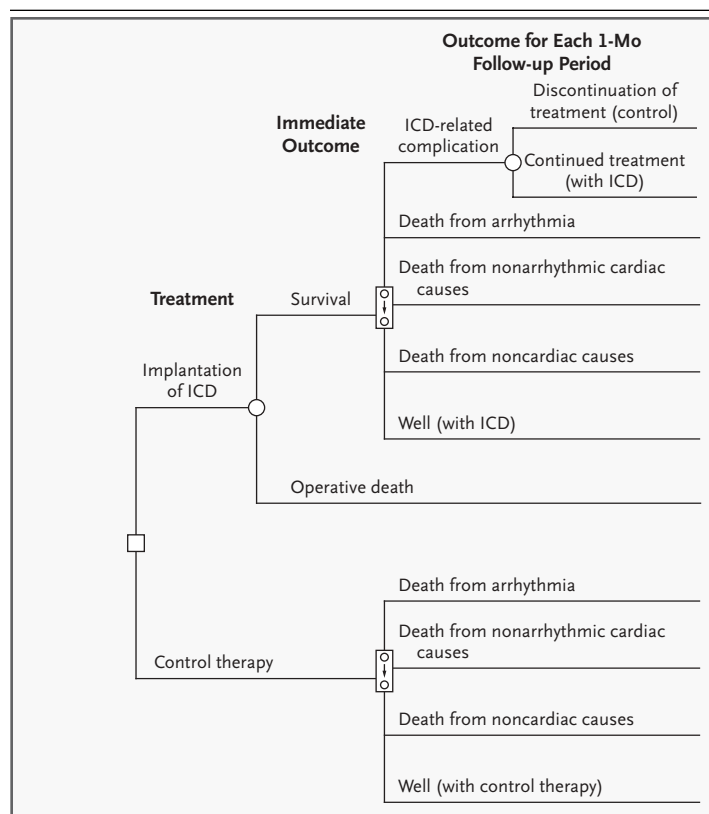 Outcome for Each 1-Mo
Follow-up Period
Discontinuation of
treatment (control)
Immediate
Outcome
ICD-related
complication
Continued treatment
(with ICD)
Death from arrhythmia
Death from nonarrhythmic cardiac
causes
Treatment
Survival
Death from noncardiac causes
Implantation
of ICD
Well (with ICD)
Operative death
Death from arrhythmia
Death from nonarrhythmic cardiac
causes
Control therapy
Death from noncardiac causes
Well (with control therapy)